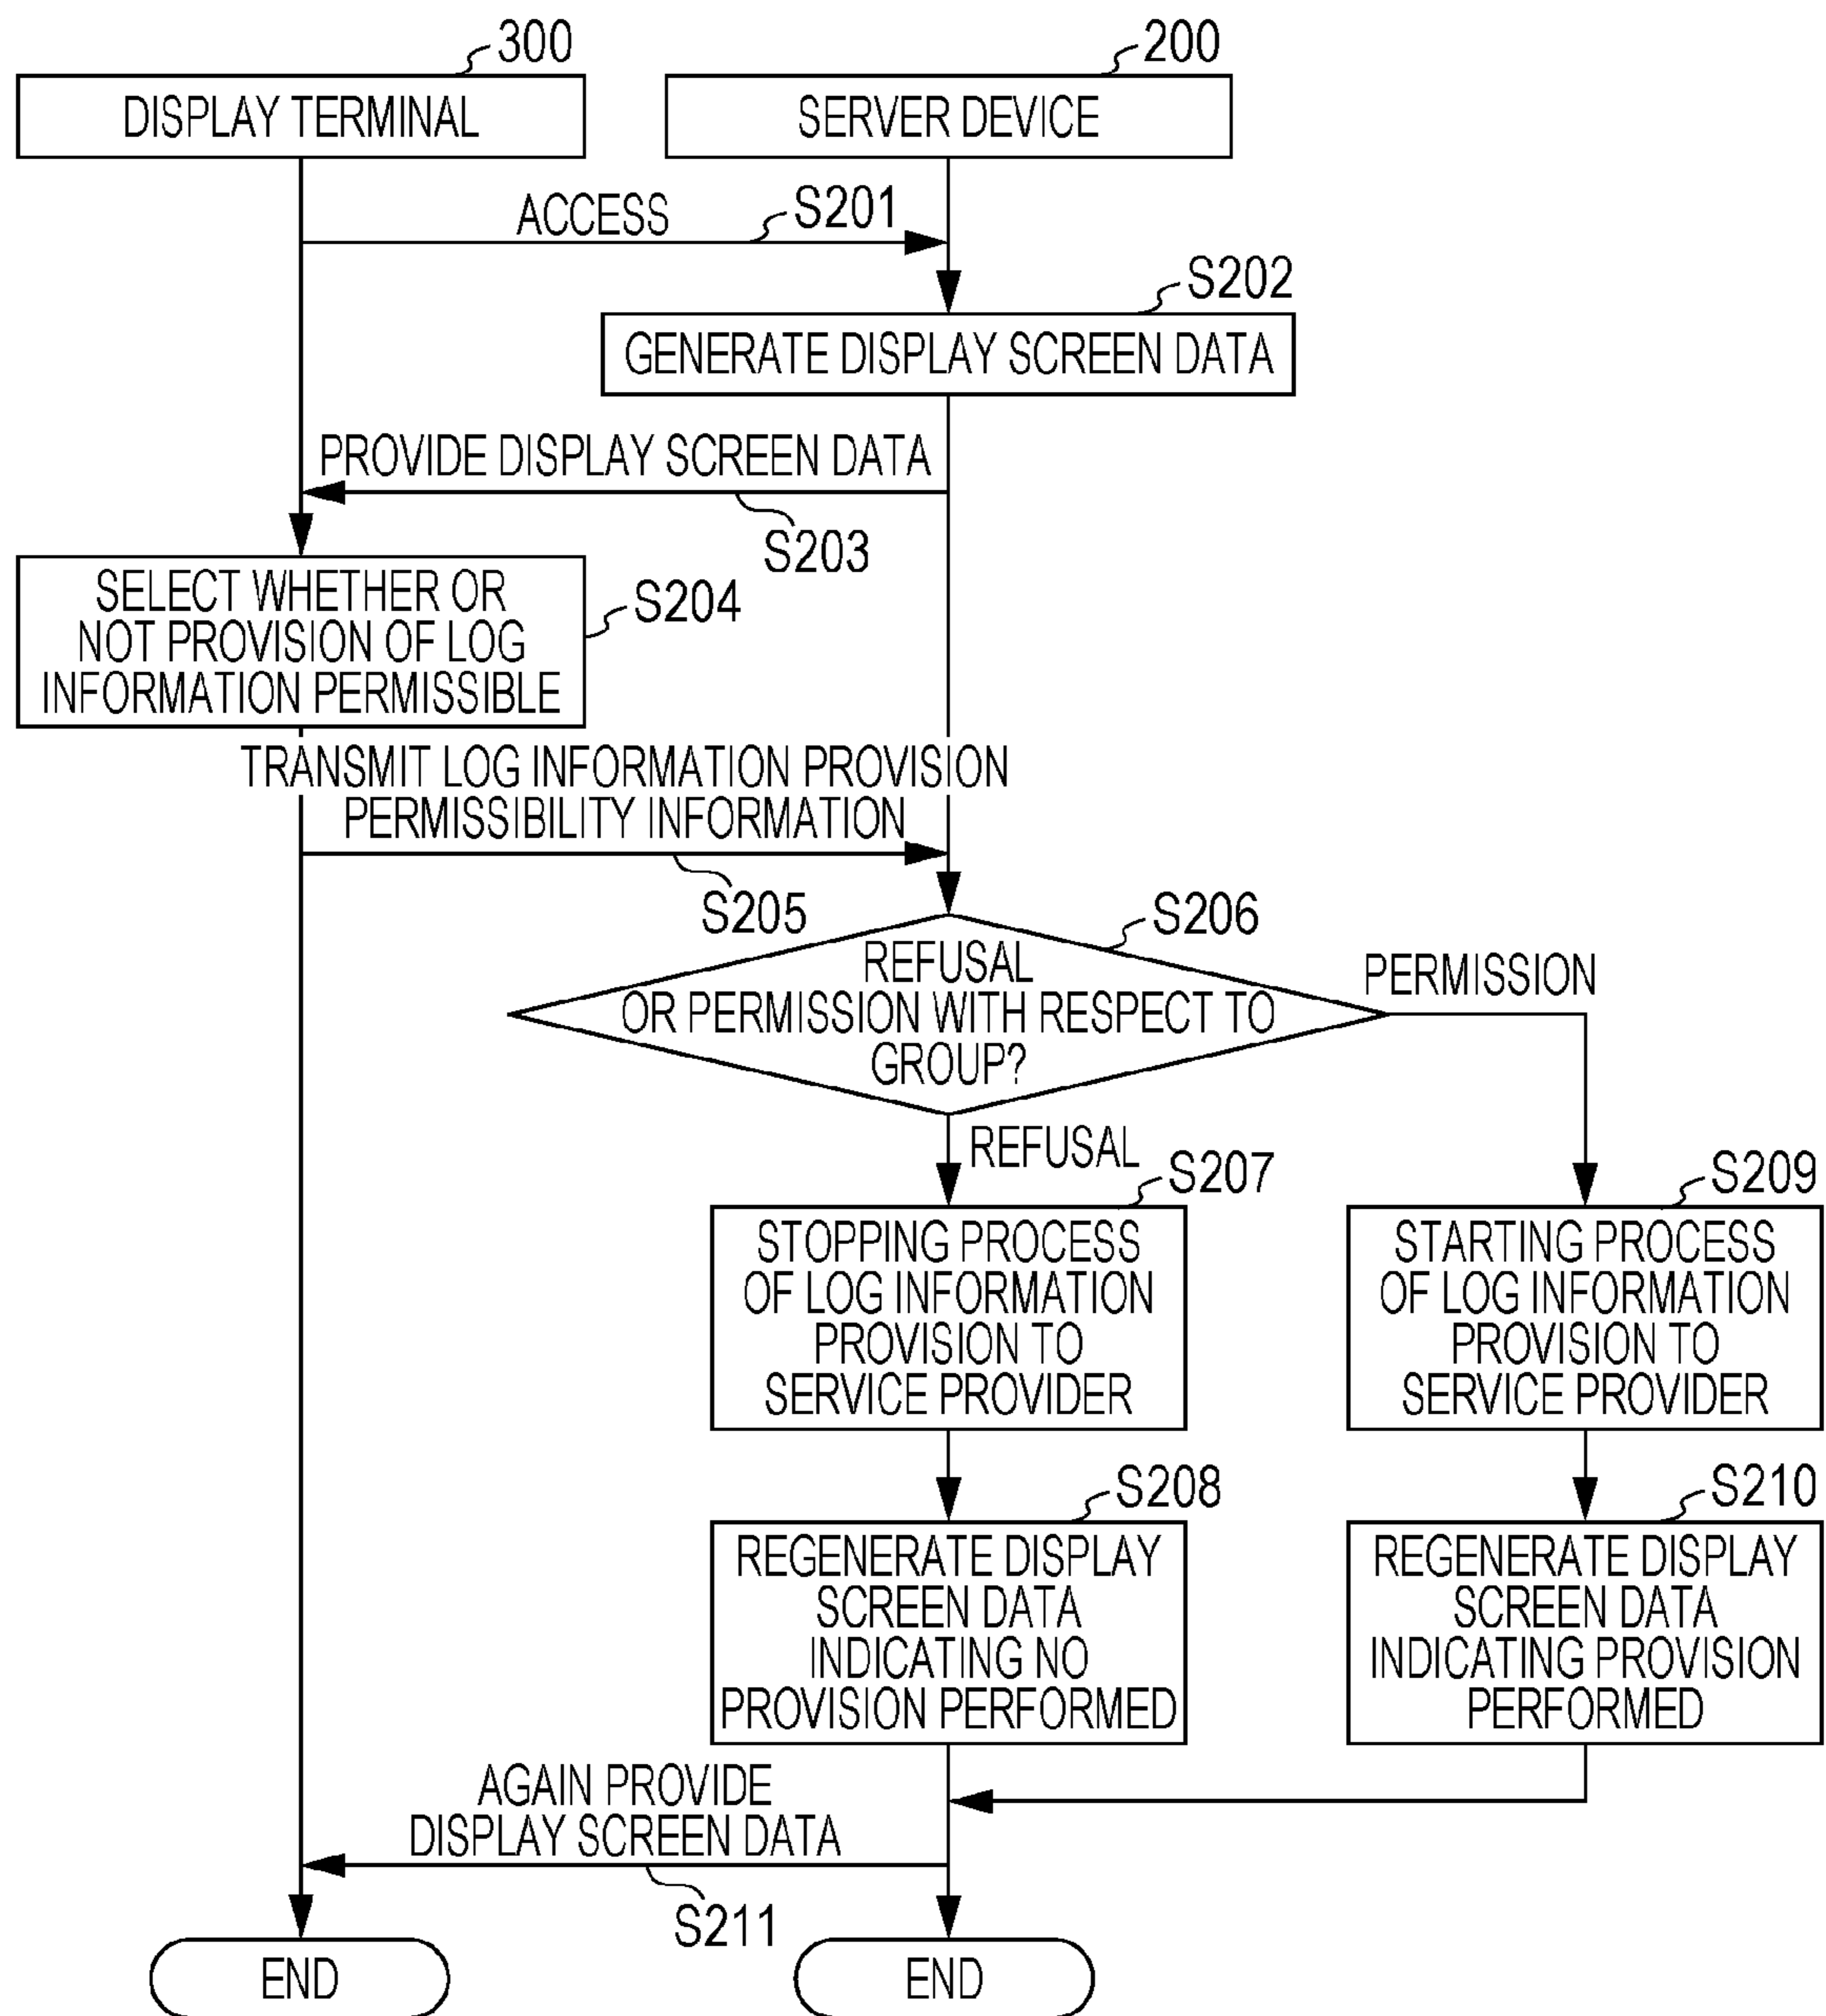 300
200
DISPLAY TERMINAL
SERVER DEVICE
ACCESS
S201
S202
GENERATE DISPLAY SCREEN DATA
PROVIDE DISPLAY SCREEN DATA
S203
SELECT WHETHER OR
NOT PROVISION OF LOG
INFORMATION PERMISSIBLE
S204
TRANSMIT LOG INFORMATION PROVISION
PERMISSIBILITY INFORMATION
S205
S206
REFUSAL
OR PERMISSION WITH RESPECT TO
GROUP?
PERMISSION
REFUSAL
S207
STOPPING PROCESS
OF LOG INFORMATION
PROVISION TO
SERVICE PROVIDER
S209
STARTING PROCESS
OF LOG INFORMATION
PROVISION TO
SERVICE PROVIDER
S208
REGENERATE DISPLAY
SCREEN DATA
INDICATING NO
PROVISION PERFORMED
S210
REGENERATE DISPLAY
SCREEN DATA
INDICATING PROVISION
PERFORMED
AGAIN PROVIDE
DISPLAY SCREEN DATA
S211
END
END